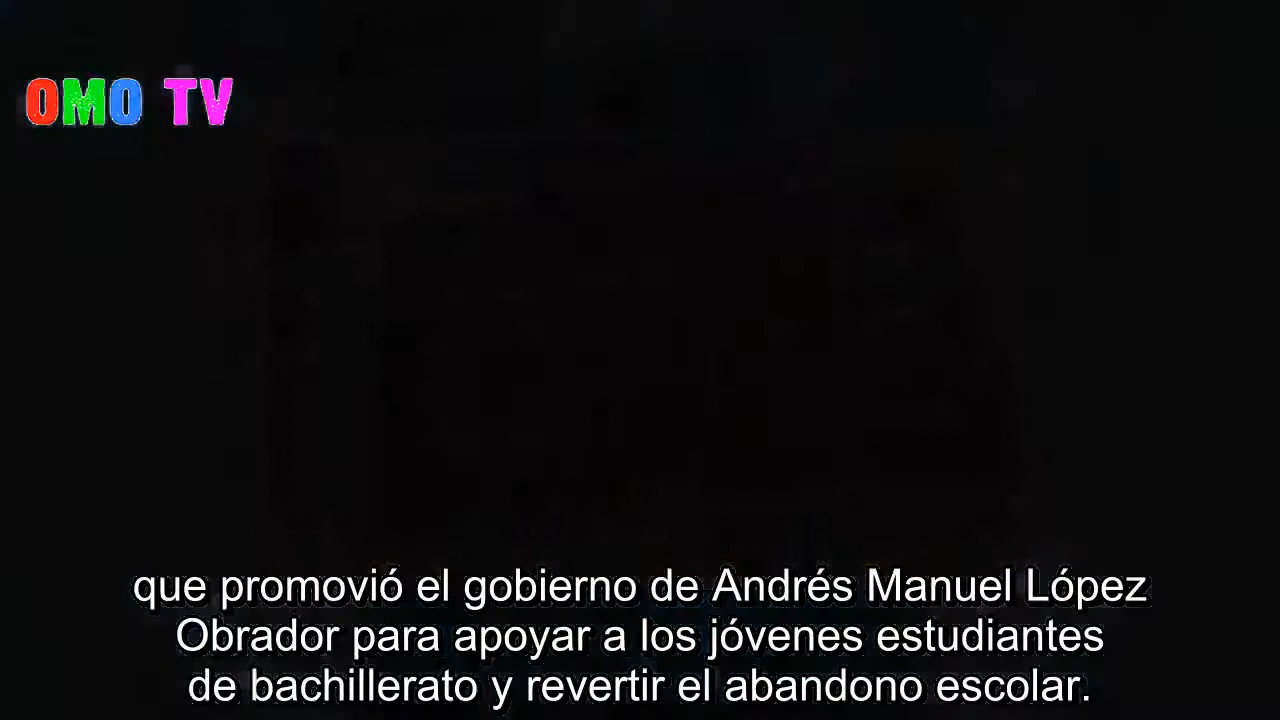 OMO TV
que promovió el gobierno de Andrés Manuel López
Obrador para apoyar a los jóvenes estudiantes
de bachillerato y revertir el abandono escolar.